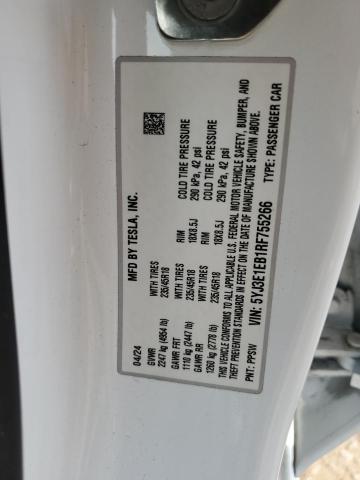 MFD BY TESLA, INC.
04/24
GVWR
2247 kg (4954 lb)
GAWR FRT WITH TIRES RIM COLD TIRE PRESSURE
1110 kg (2447 lb) 235/45R18 18X8.5J 290 kPa, 42 psi
GAWR RR WITH TIRES RIM COLD TIRE PRESSURE
1260 kg (2778 lb) 235/45R18 18X8.5J 290 kPa, 42 psi
THIS VEHICLE CONFORMS TO ALL APPLICABLE U.S. FEDERAL MOTOR VEHICLE SAFETY, BUMPER, AND
THEFT PREVENTION STANDARDS IN EFFECT ON THE DATE OF MANUFACTURE SHOWN ABOVE.
VIN: 5YJ3E1EB1RF755266
PNT: PPSW TYPE: PASSENGER CAR